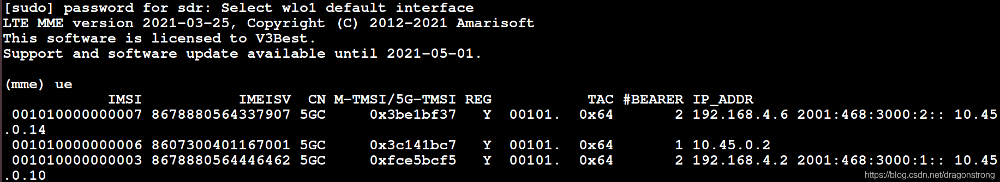 [sudo] password for sdr: Select wlo1 default interface
LTE MME version 2021-03-25, Copyright (C) 2012-2021 Amarisoft
This software is licensed to V3Best.
Support and software update available until 2021-05-01.
(mme) ue
IMSI IMEISV CN M-TMSI/5G-TMSI REG TAC #BEARER IP_ADDR
001010000000007 8678880564337907 5GC 0x3be1bf37 Y 00101. 0x64 2 192.168.4.6 2001:468:3000:2:: 10.45
.0.14
001010000000006 8607300401167001 5GC 0x3c141bc7 Y 00101. 0x64 1 10.45.0.2
001010000000003 8678880564446462 5GC 0xfce5bcf5 Y 00101. 0x64 2 192.168.4.2 2001:468:3000:1:: 10.45
.0.10
https://blog.csdn.net/dragonstrong